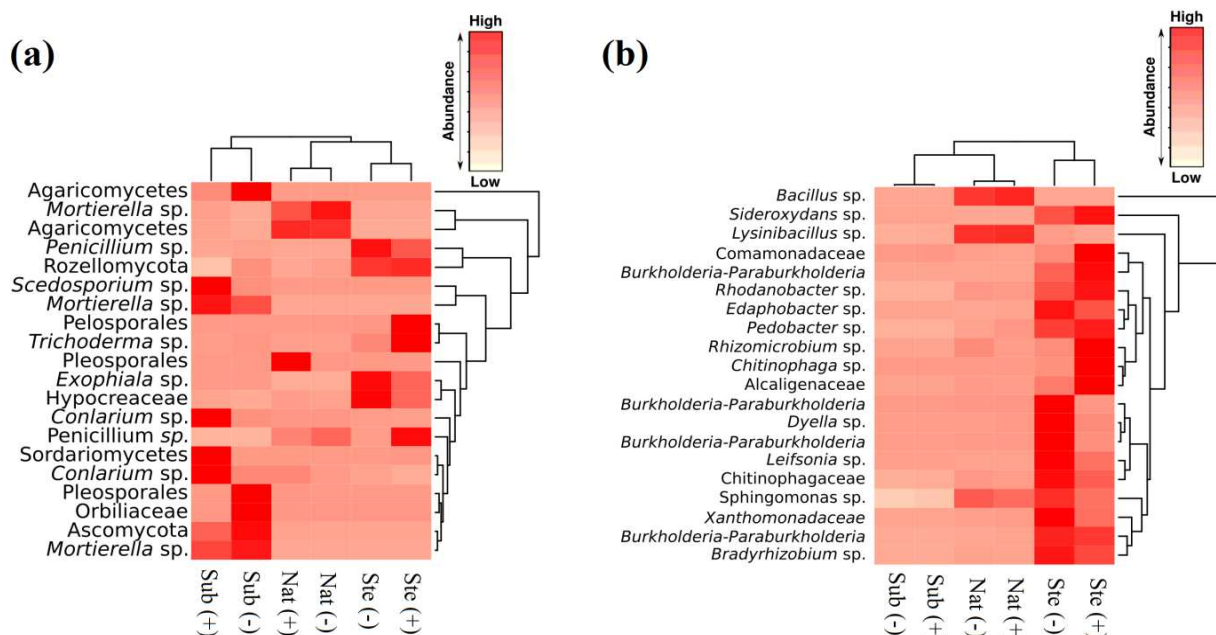 (a)
High
Abundance
Low
Agaricomycetes
Mortierella sp.
Agaricomycetes
Penicillium sp.
Rozellomycota
Scedosporium sp.
Mortierella sp.
Pelosporales
Trichoderma sp.
Pleosporales
Exophiala sp.
Hypocreaceae
Conlarium sp.
Penicillium sp.
Sordariomycetes
Conlarium sp.
Pleosporales
Orbiliaceae
Ascomycota
Mortierella sp.
Sub (+)
Sub (-)
Nat (+)
Nat (-)
Ste (-)
Ste (+)
(b)
High
Abundance
Low
Bacillus sp.
Sideroxydans sp.
Lysinibacillus sp.
Comamonadaceae
Burkholderia-Paraburkholderia
Rhodanobacter sp.
Edaphobacter sp.
Pedobacter sp.
Rhizomicrobium sp.
Chitinophaga sp.
Alcaligenaceae
Burkholderia-Paraburkholderia
Dyella sp.
Burkholderia-Paraburkholderia
Leifsonia sp.
Chitinophagaceae
Sphingomonas sp.
Xanthomonadaceae
Burkholderia-Paraburkholderia
Bradyrhizobium sp.
Sub (-)
Sub (+
Nat (-)
Nat (+
Ste (-)
Ste (+)